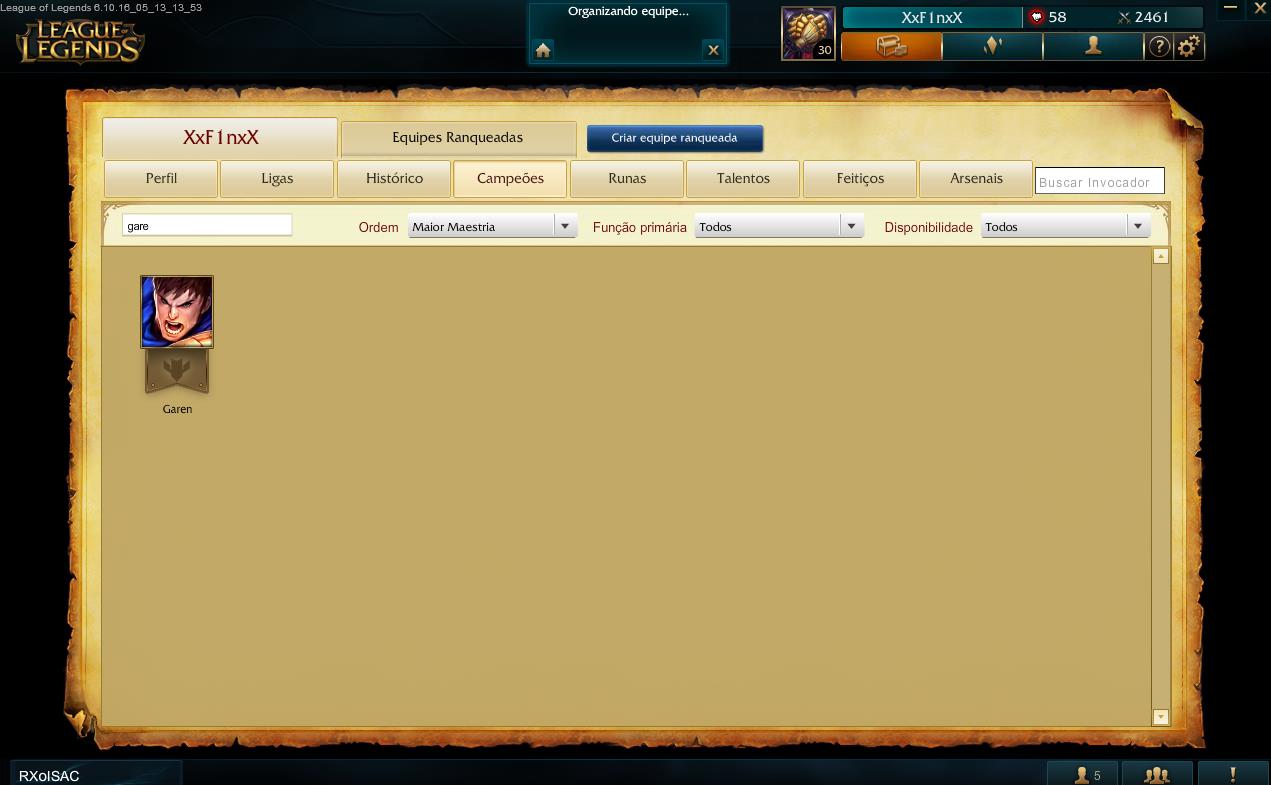 League of Legends 6.10.16_05_13_13_53
LEAGUE OF LEGENDS
Organizando equipe...
30
XxF1nxX
58
2461
?
XxF1nxX
Equipes Ranqueadas
Criar equipe ranqueada
Perfil
Ligas
Histórico
Campeões
Runas
Talentos
Feitiços
Arsenais
Buscar Invocador
gare
Ordem
Maior Maestria
Função primária
Todos
Disponibilidade
Todos
Garen
RXoISAC
5
!